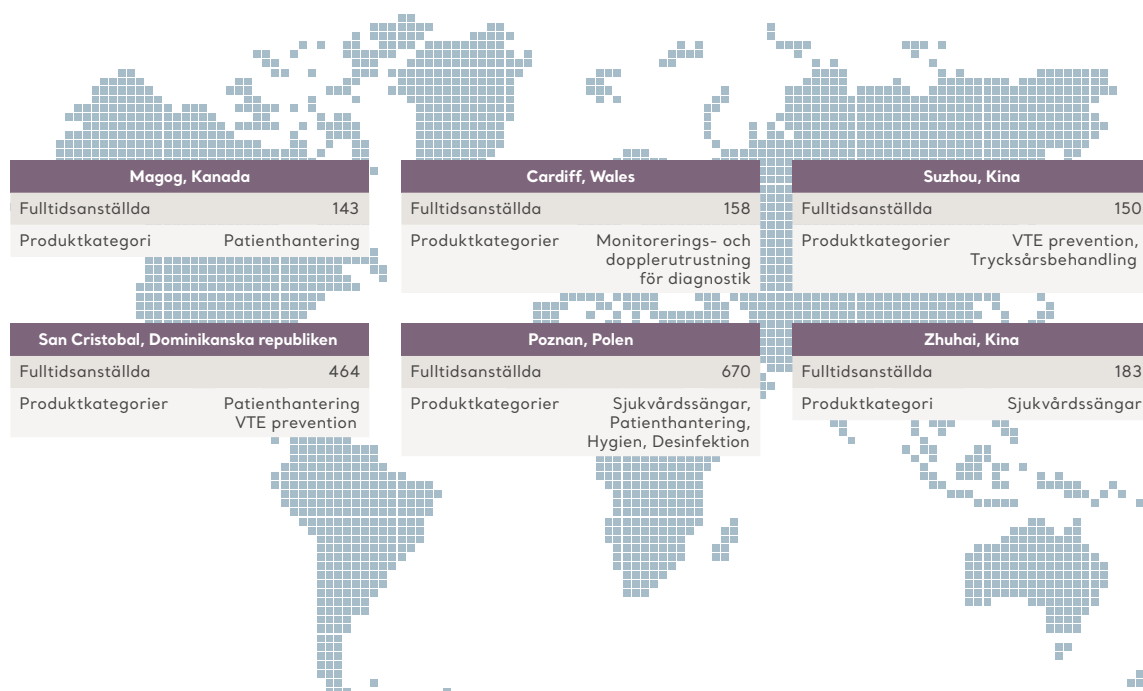 Magog, Kanada
Fulltidsanställda 143
Produktkategori Patienthantering
Cardiff, Wales
Fulltidsanställda 158
Produktkategorier Monitorerings- och
dopplerutrustning
för diagnostik
Suzhou, Kina
Fulltidsanställda 150
Produktkategorier VTE prevention,
Trycksårsbehandling
San Cristobal, Dominikanska republiken
Fulltidsanställda 464
Produktkategorier Patienthantering
VTE prevention
Poznan, Polen
Fulltidsanställda 670
Produktkategorier Sjukvårdssängar,
Patienthantering,
Hygien, Desinfektion
Zhuhai, Kina
Fulltidsanställda 183
Produktkategori Sjukvårdssängar